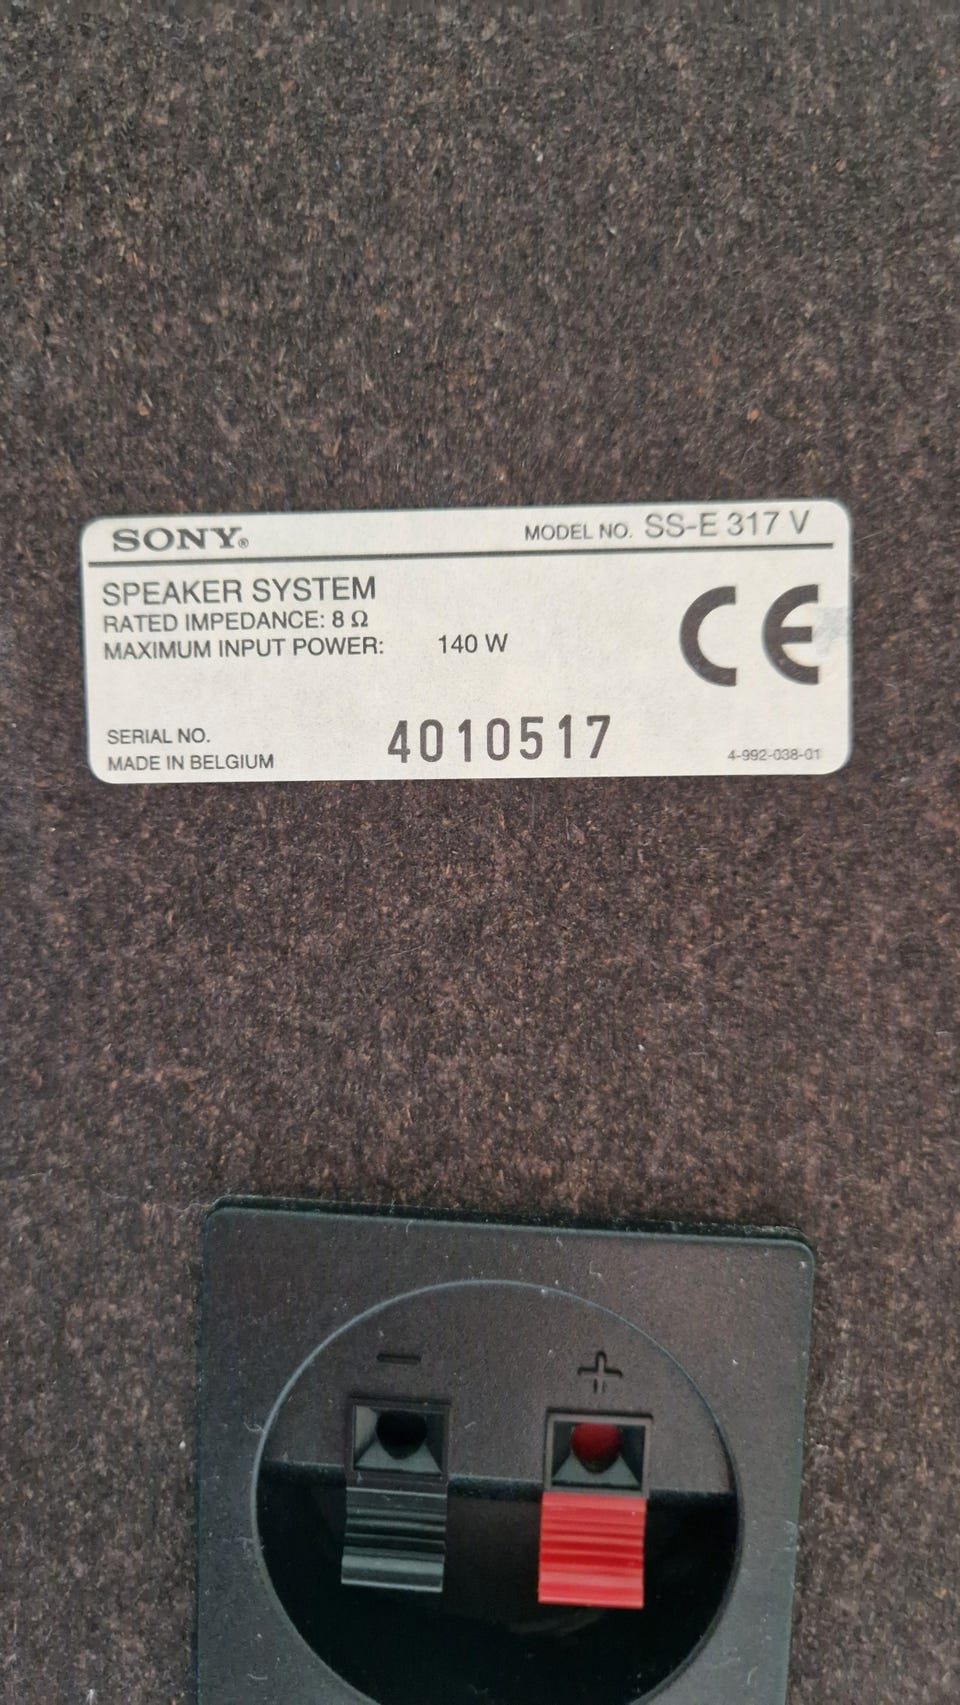 SONY®
MODEL NO. SS-E 317 V
SPEAKER SYSTEM
RATED IMPEDANCE: 8 Ω
MAXIMUM INPUT POWER: 140 W
CE
SERIAL NO. 4010517
MADE IN BELGIUM
4-992-038-01
− +